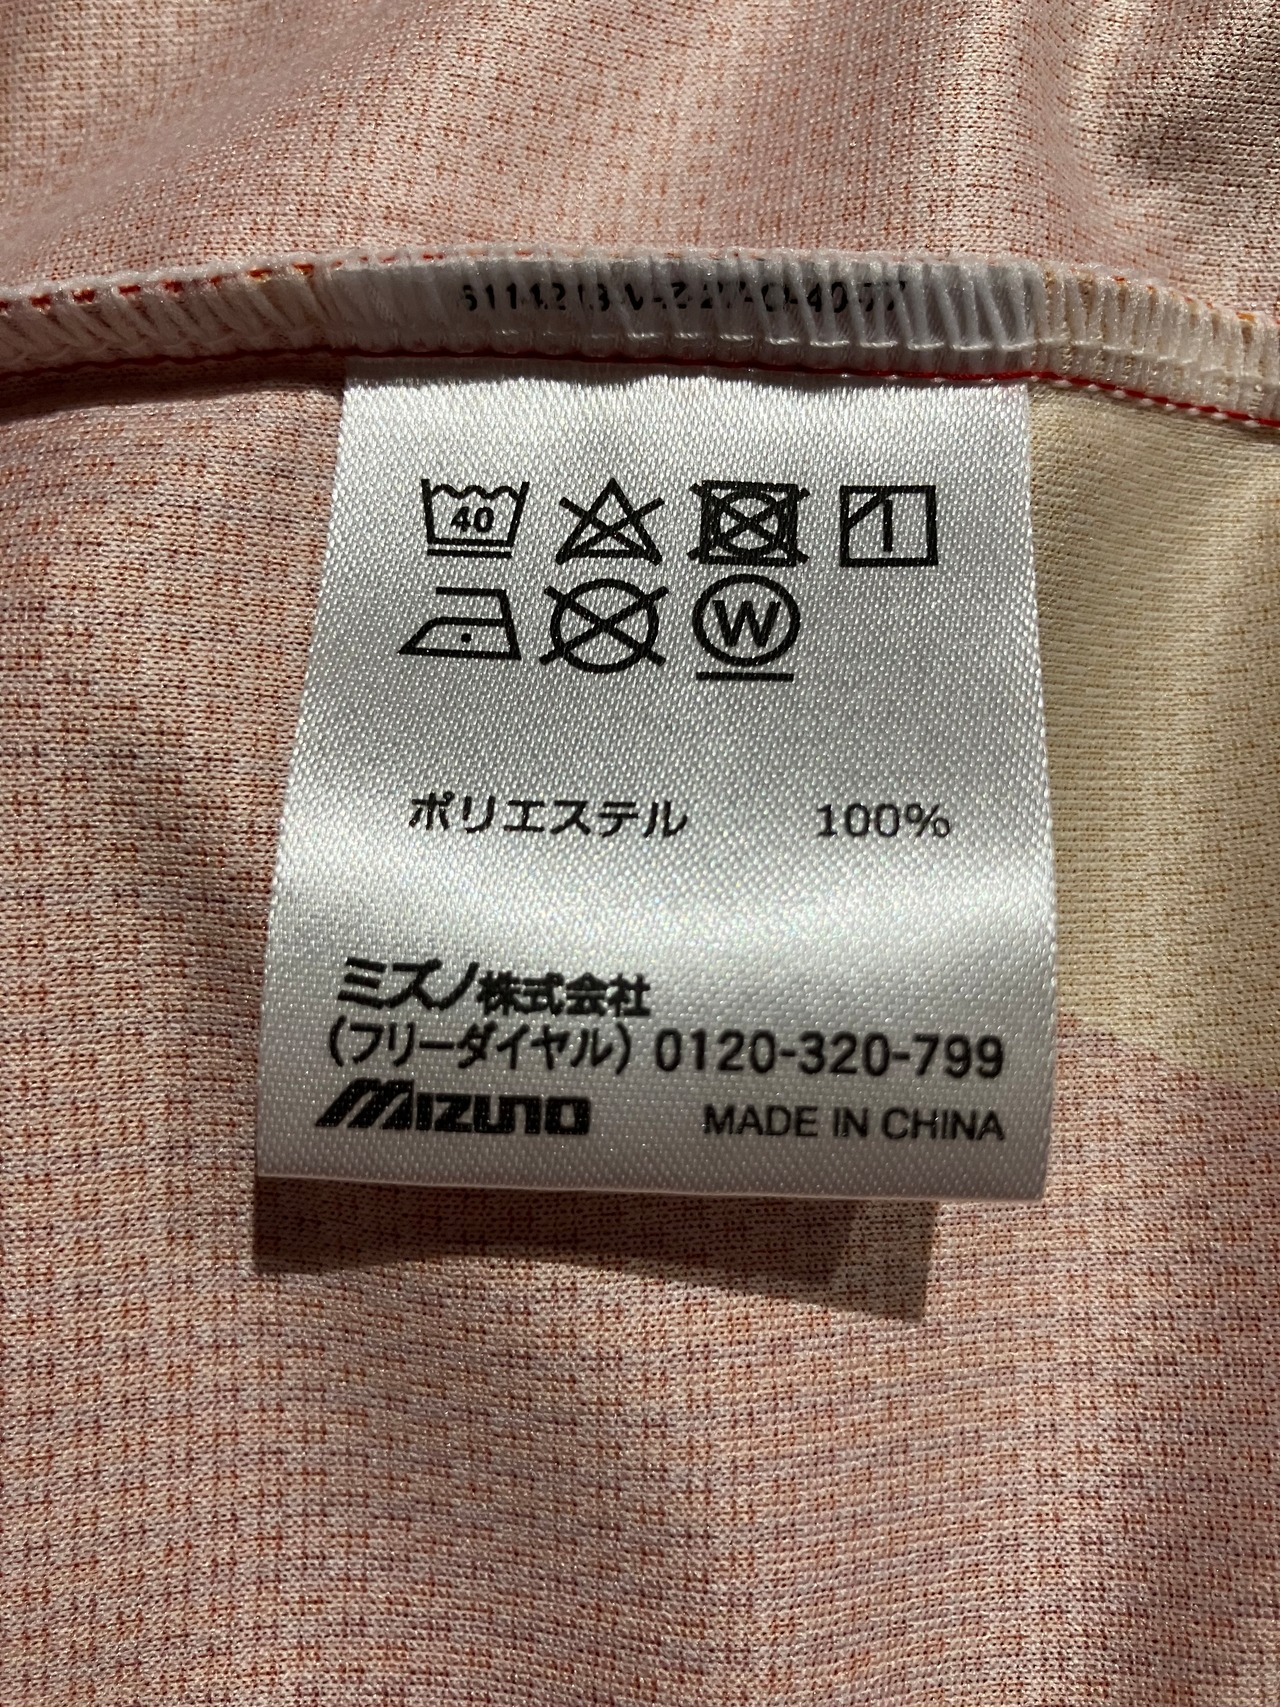 40
W
ポリエステル 100%
ミズノ株式会社
(フリーダイヤル) 0120-320-799
MIZUNO MADE IN CHINA